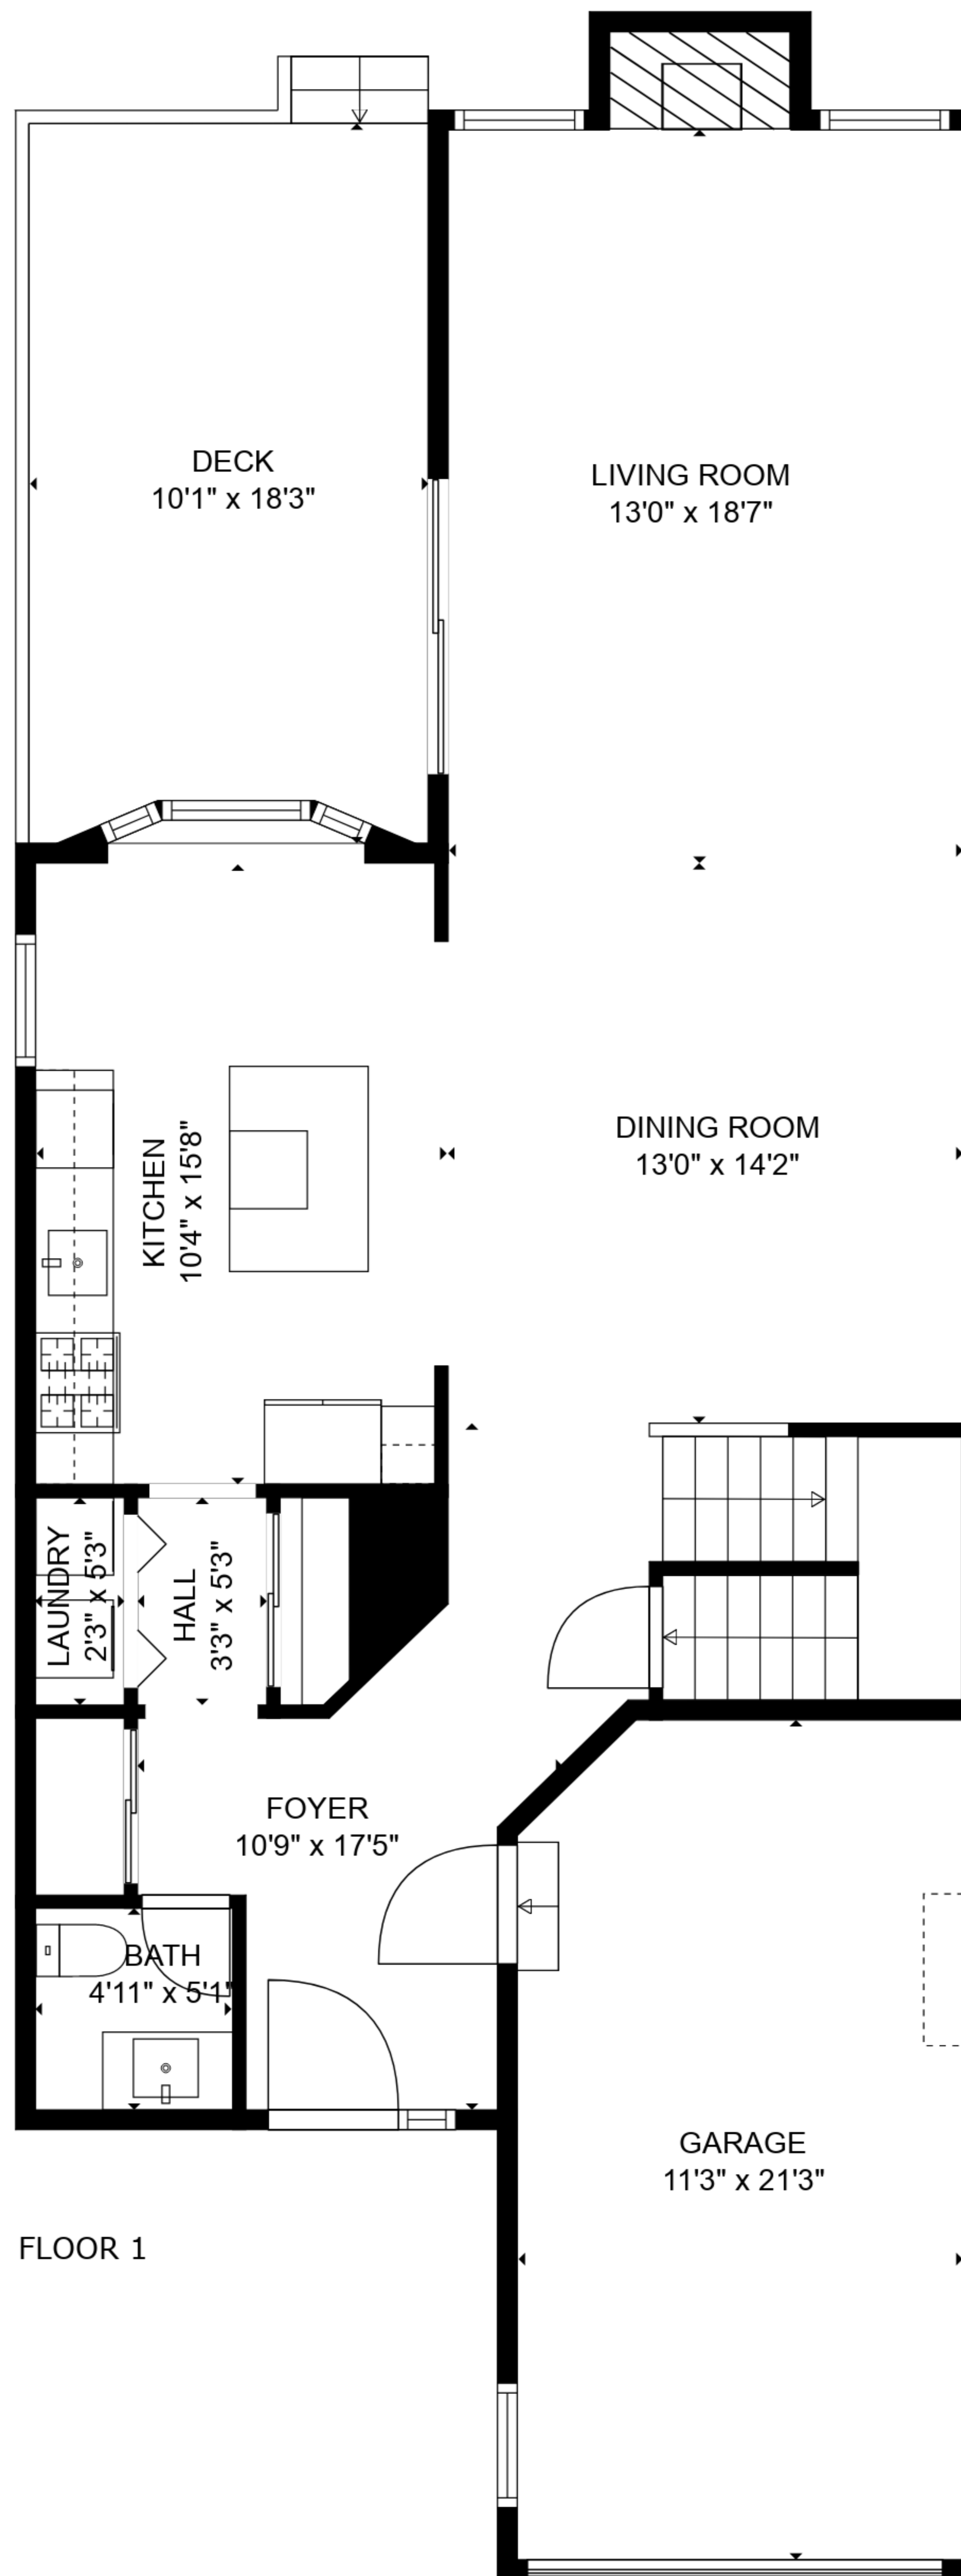 DECK
10'1" x 18'3"
LIVING ROOM
13'0" x 18'7"
KITCHEN
10'4" x 15'8"
DINING ROOM
13'0" x 14'2"
LAUNDRY
2'3" x 5'3"
HALL
3'3" x 5'3"
FOYER
10'9" x 17'5"
BATH
4'11" x 5'1"
GARAGE
11'3" x 21'3"
FLOOR 1